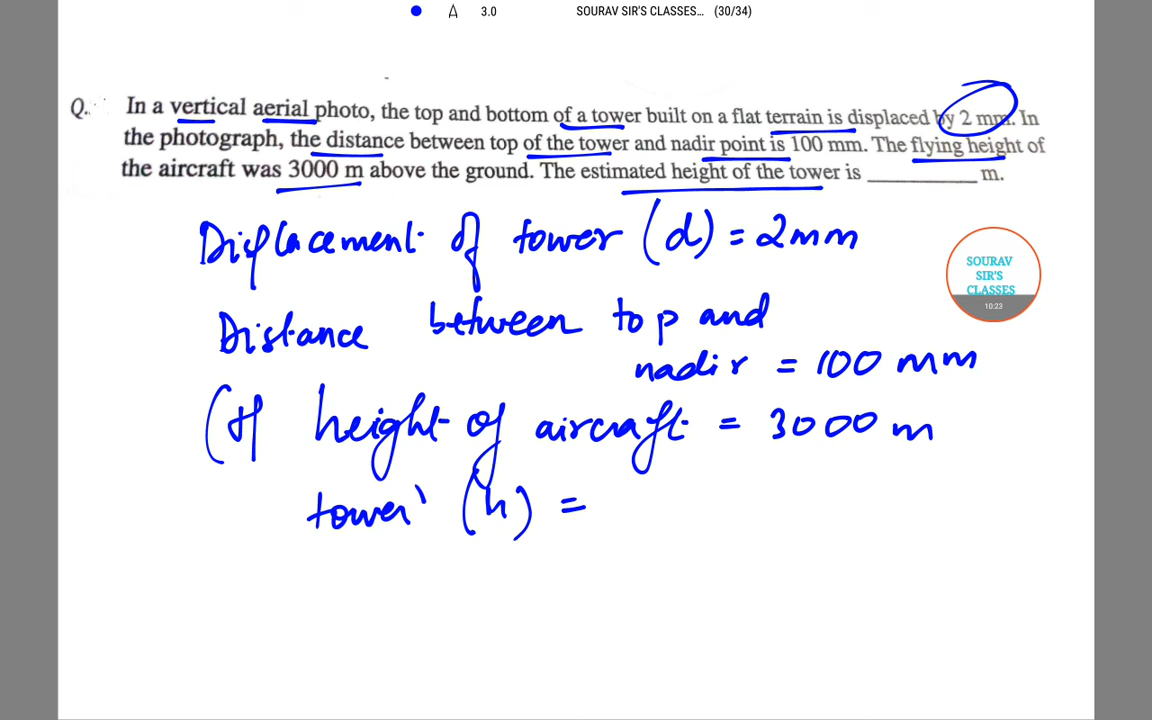 A 3.0 SOURAV SIR'S CLASSES... (30/34)
Q. In a vertical aerial photo, the top and bottom of a tower built on a flat terrain is displaced by 2 mm. In
the photograph, the distance between top of the tower and nadir point is 100 mm. The flying height of
the aircraft was 3000 m above the ground. The estimated height of the tower is ____________ m.
Displacement of tower (d) = 2mm
SOURAV
SIR'S
CLASSES
10:23
Distance between top and
nadir = 100 mm
(H height of aircraft = 3000 m
tower (h) =